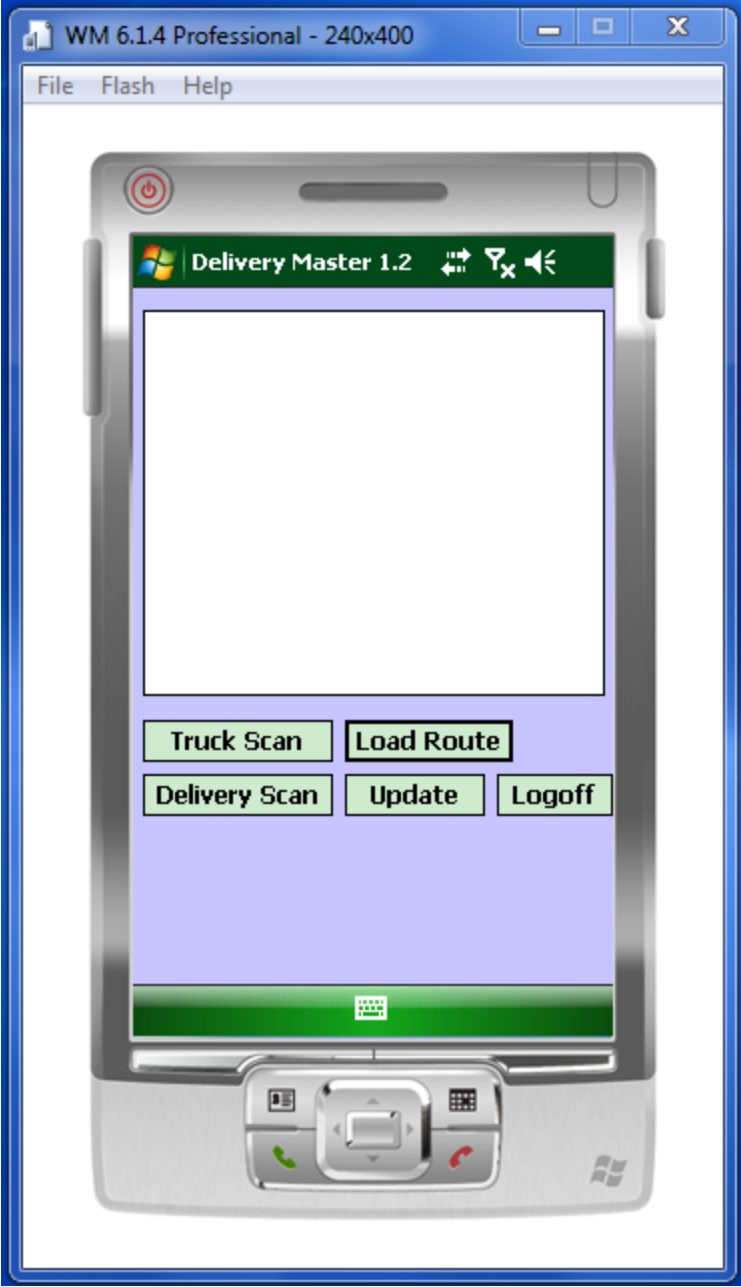 WM 6.1.4 Professional - 240x400
File Flash Help
Delivery Master 1.2
Truck Scan Load Route
Delivery Scan Update Logoff